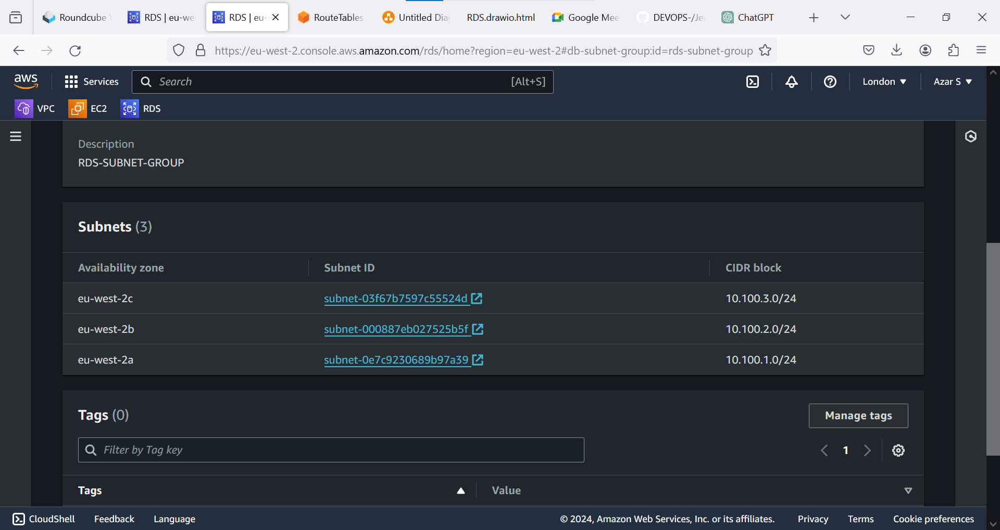 Roundcube
RDS | eu-we
RDS | eu-
RouteTables
Untitled Dia
RDS.drawio.html
Google Mee
DEVOPS-/Je
ChatGPT
https://eu-west-2.console.aws.amazon.com/rds/home?region=eu-west-2#db-subnet-group:id=rds-subnet-group
aws
Services
Search
[Alt+S]
London
Azar S
VPC
EC2
RDS
Description
RDS-SUBNET-GROUP
Subnets (3)
Availability zone Subnet ID CIDR block
eu-west-2c subnet-03f67b7597c55524d 10.100.3.0/24
eu-west-2b subnet-000887eb027525b5f 10.100.2.0/24
eu-west-2a subnet-0e7c9230689b97a39 10.100.1.0/24
Tags (0)
Manage tags
Filter by Tag key
1
Tags Value
CloudShell Feedback Language © 2024, Amazon Web Services, Inc. or its affiliates. Privacy Terms Cookie preferences